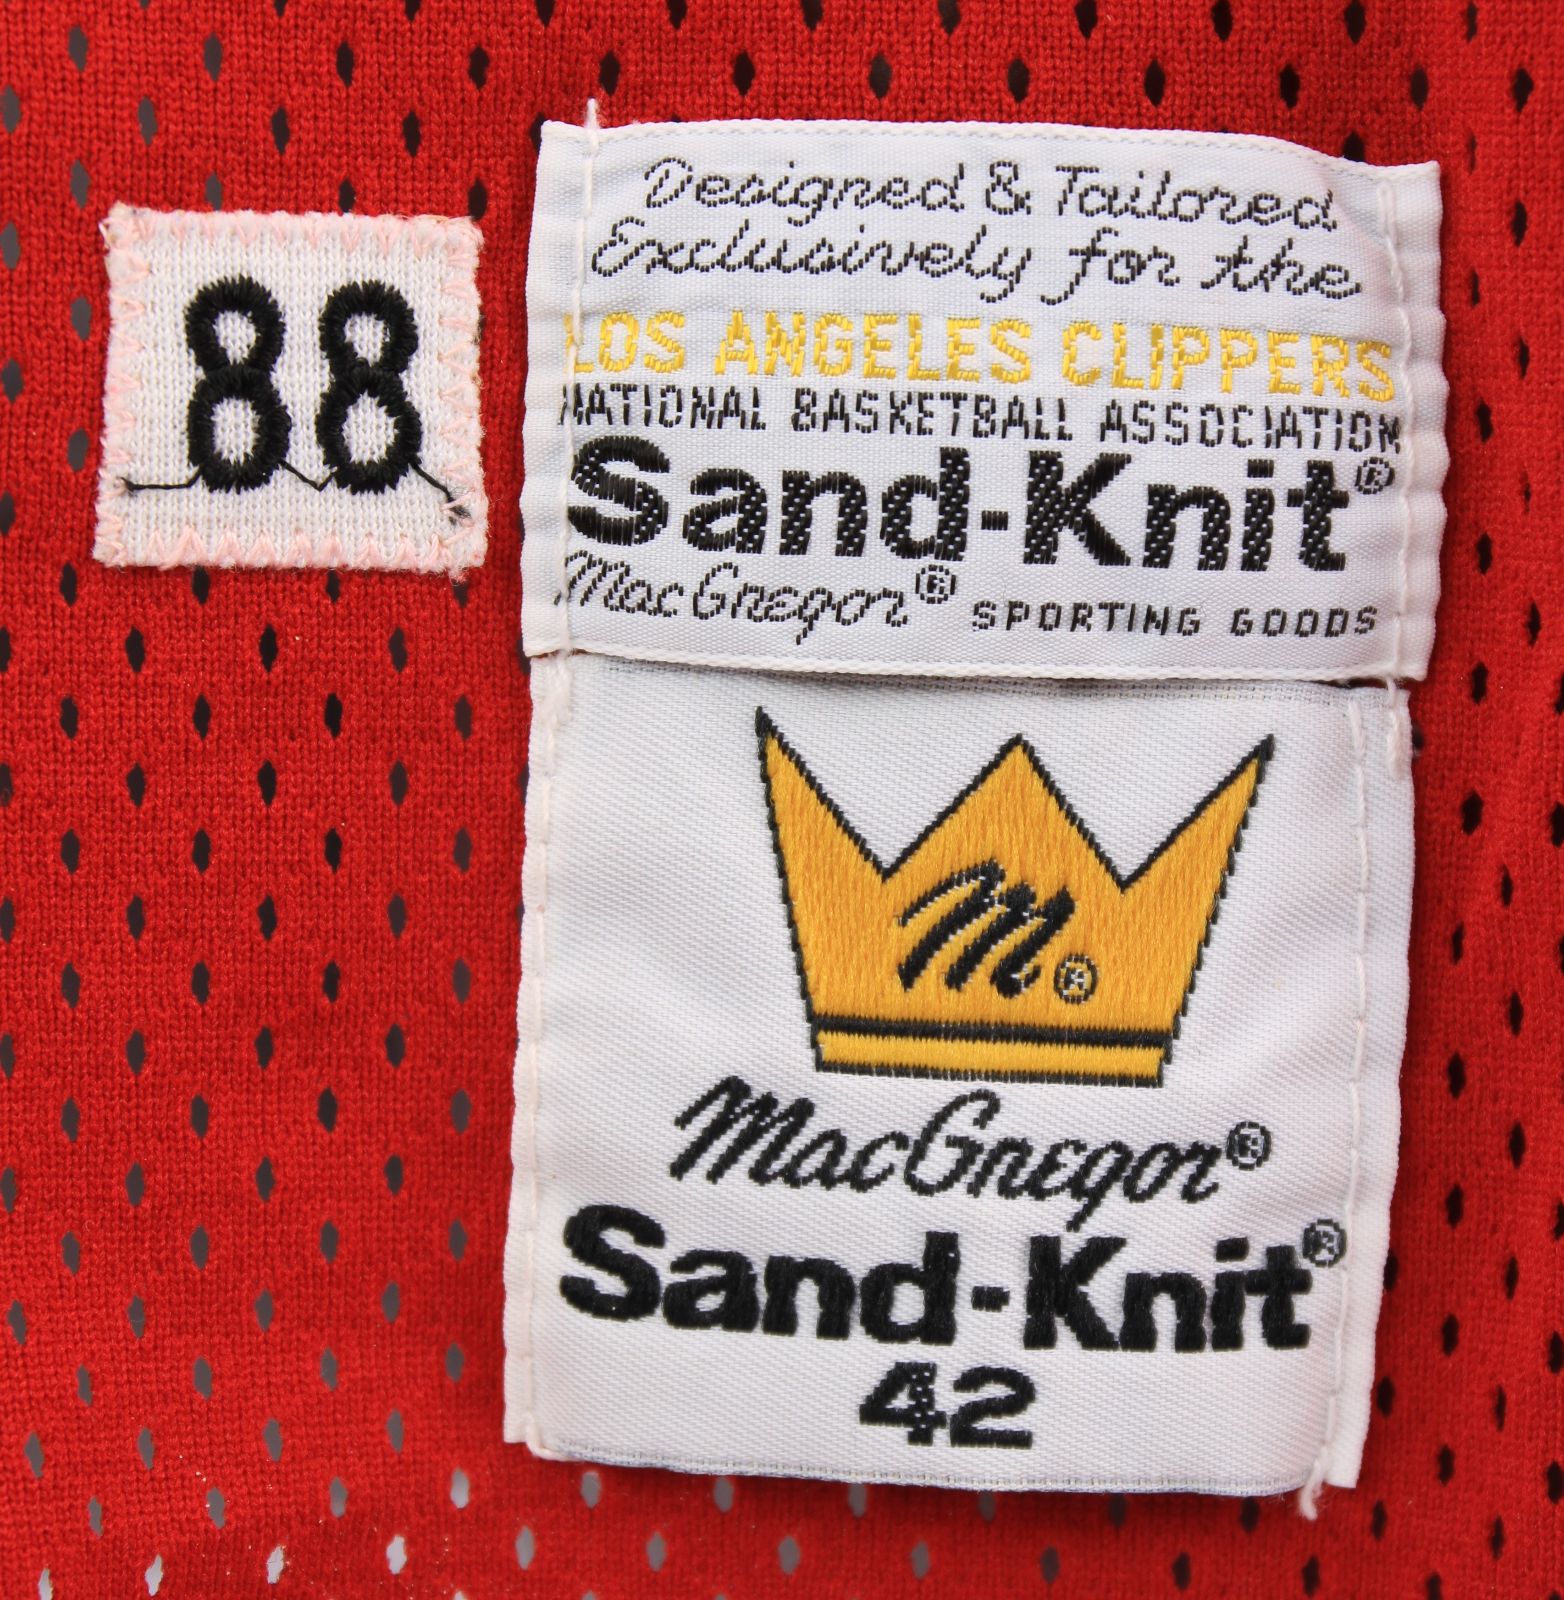 88
Designed & Tailored
Exclusively for the
LOS ANGELES CLIPPERS
NATIONAL BASKETBALL ASSOCIATION
Sand-Knit®
MacGregor® SPORTING GOODS
M®
MacGregor®
Sand-Knit®
42